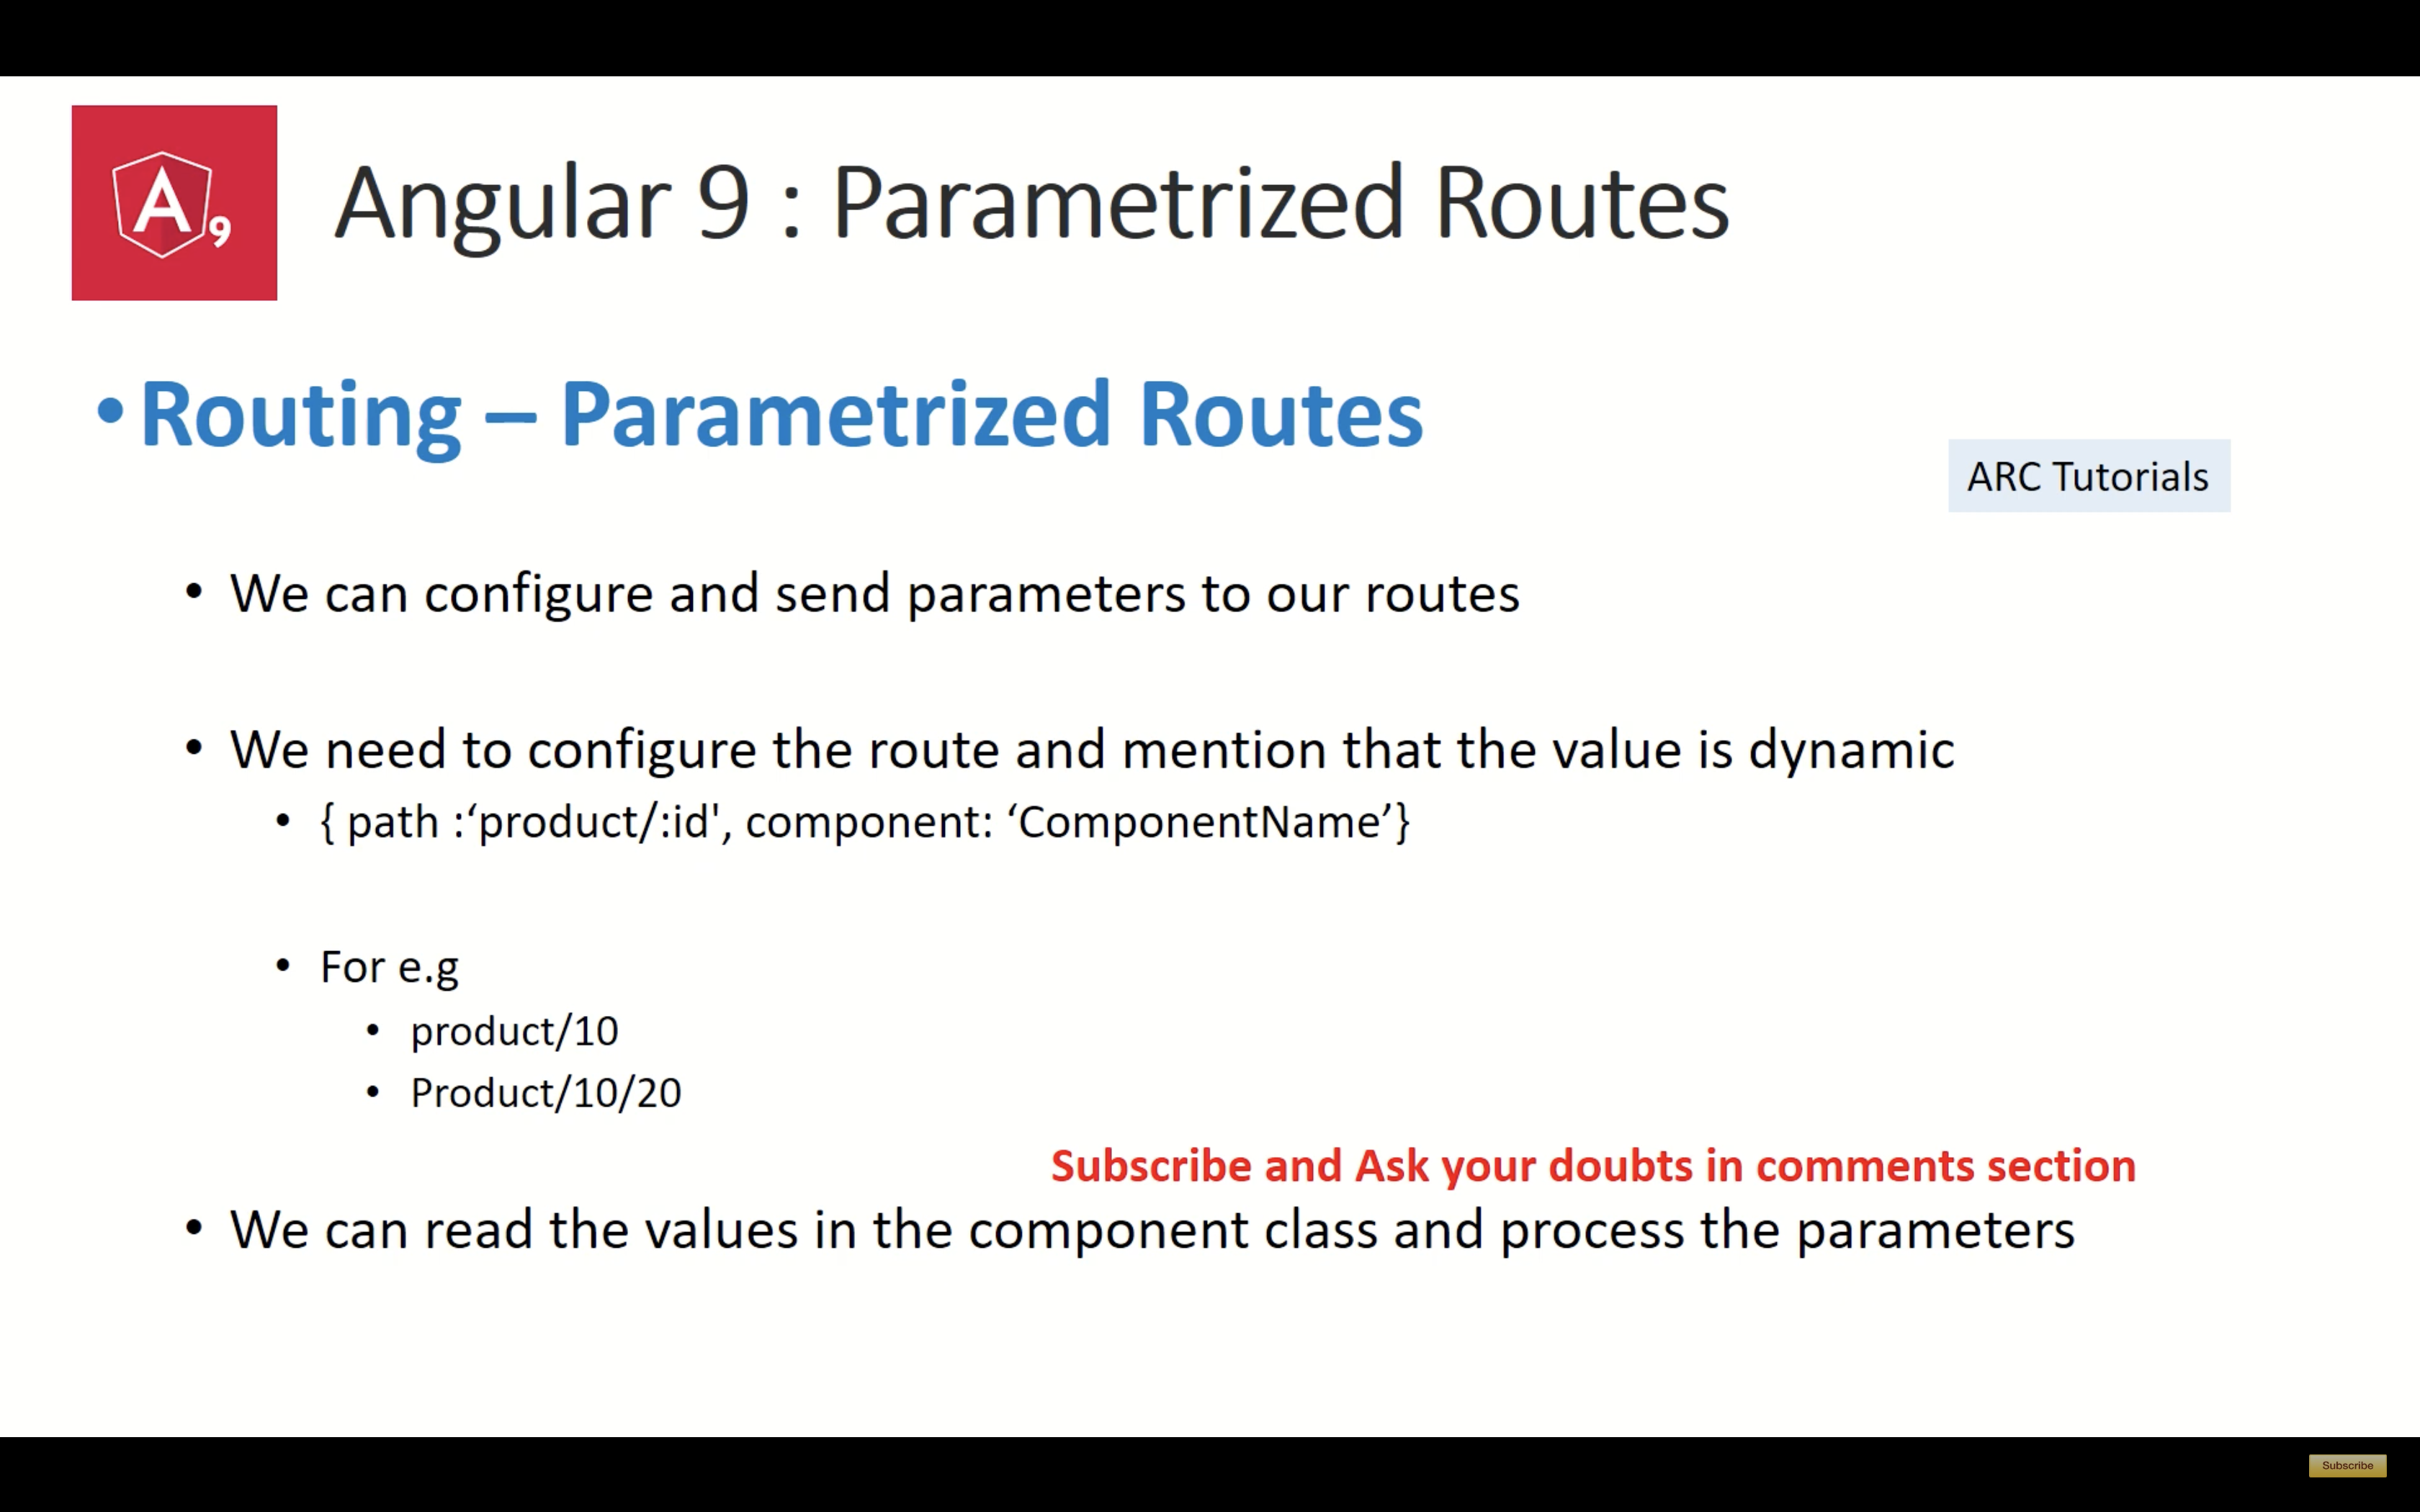 A9
Angular 9 : Parametrized Routes
•Routing – Parametrized Routes
ARC Tutorials
• We can configure and send parameters to our routes
• We need to configure the route and mention that the value is dynamic
• { path :‘product/:id', component: ‘ComponentName’}
• For e.g
• product/10
• Product/10/20
Subscribe and Ask your doubts in comments section
• We can read the values in the component class and process the parameters
Subscribe